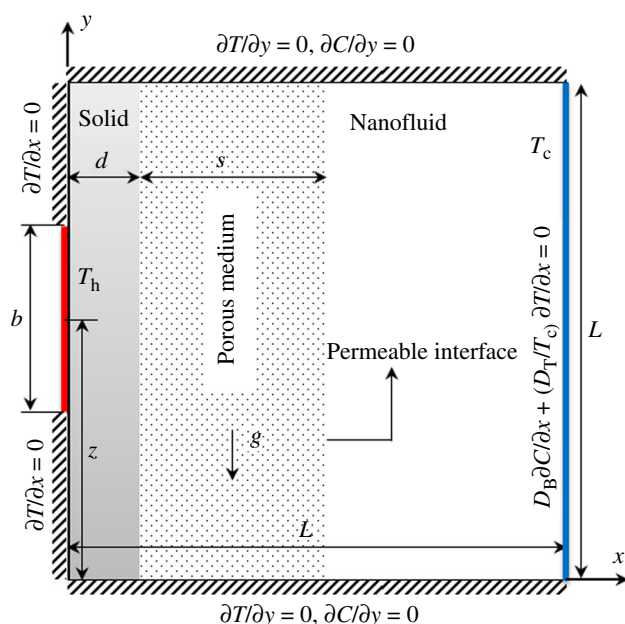 y
∂T/∂y = 0, ∂C/∂y = 0
∂T/∂x = 0
Solid
Nanofluid
T_c
d
s
Porous medium
T_h
b
z
g
Permeable interface
D_B ∂C/∂x + (D_T/T_c) ∂T/∂x = 0
L
∂T/∂x = 0
L
x
∂T/∂y = 0, ∂C/∂y = 0